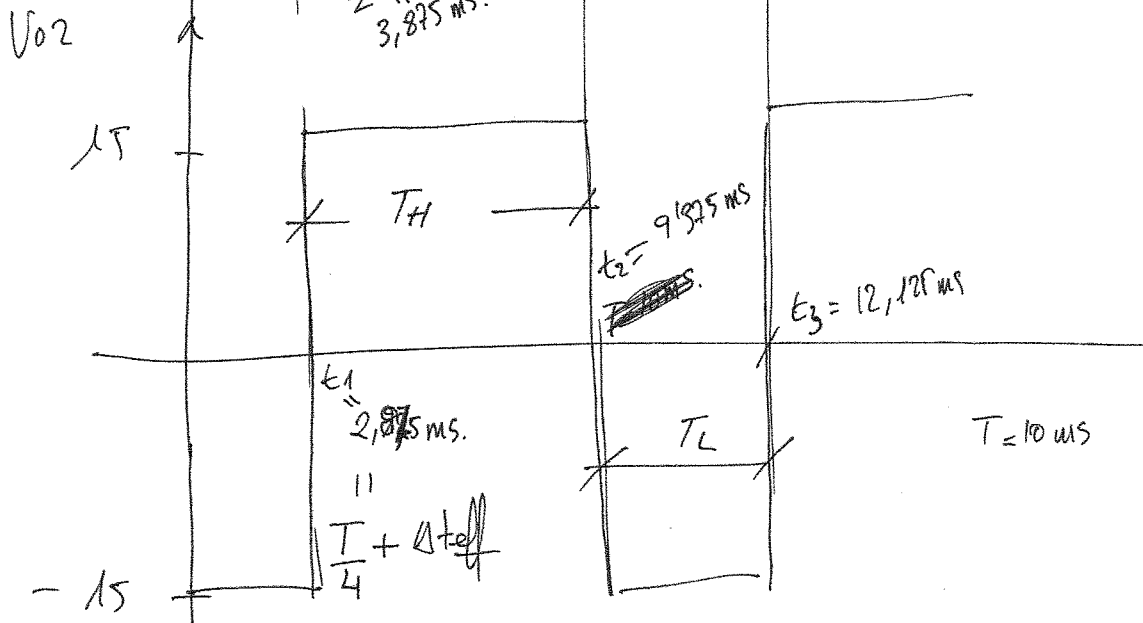 Vo2
3,875 ms.
15
TH
t2 = 9'375 ms
t3 = 12,125 ms
t1
=
2,875 ms.
=
T/4 + Δteff
TL
T = 10 ms
- 15